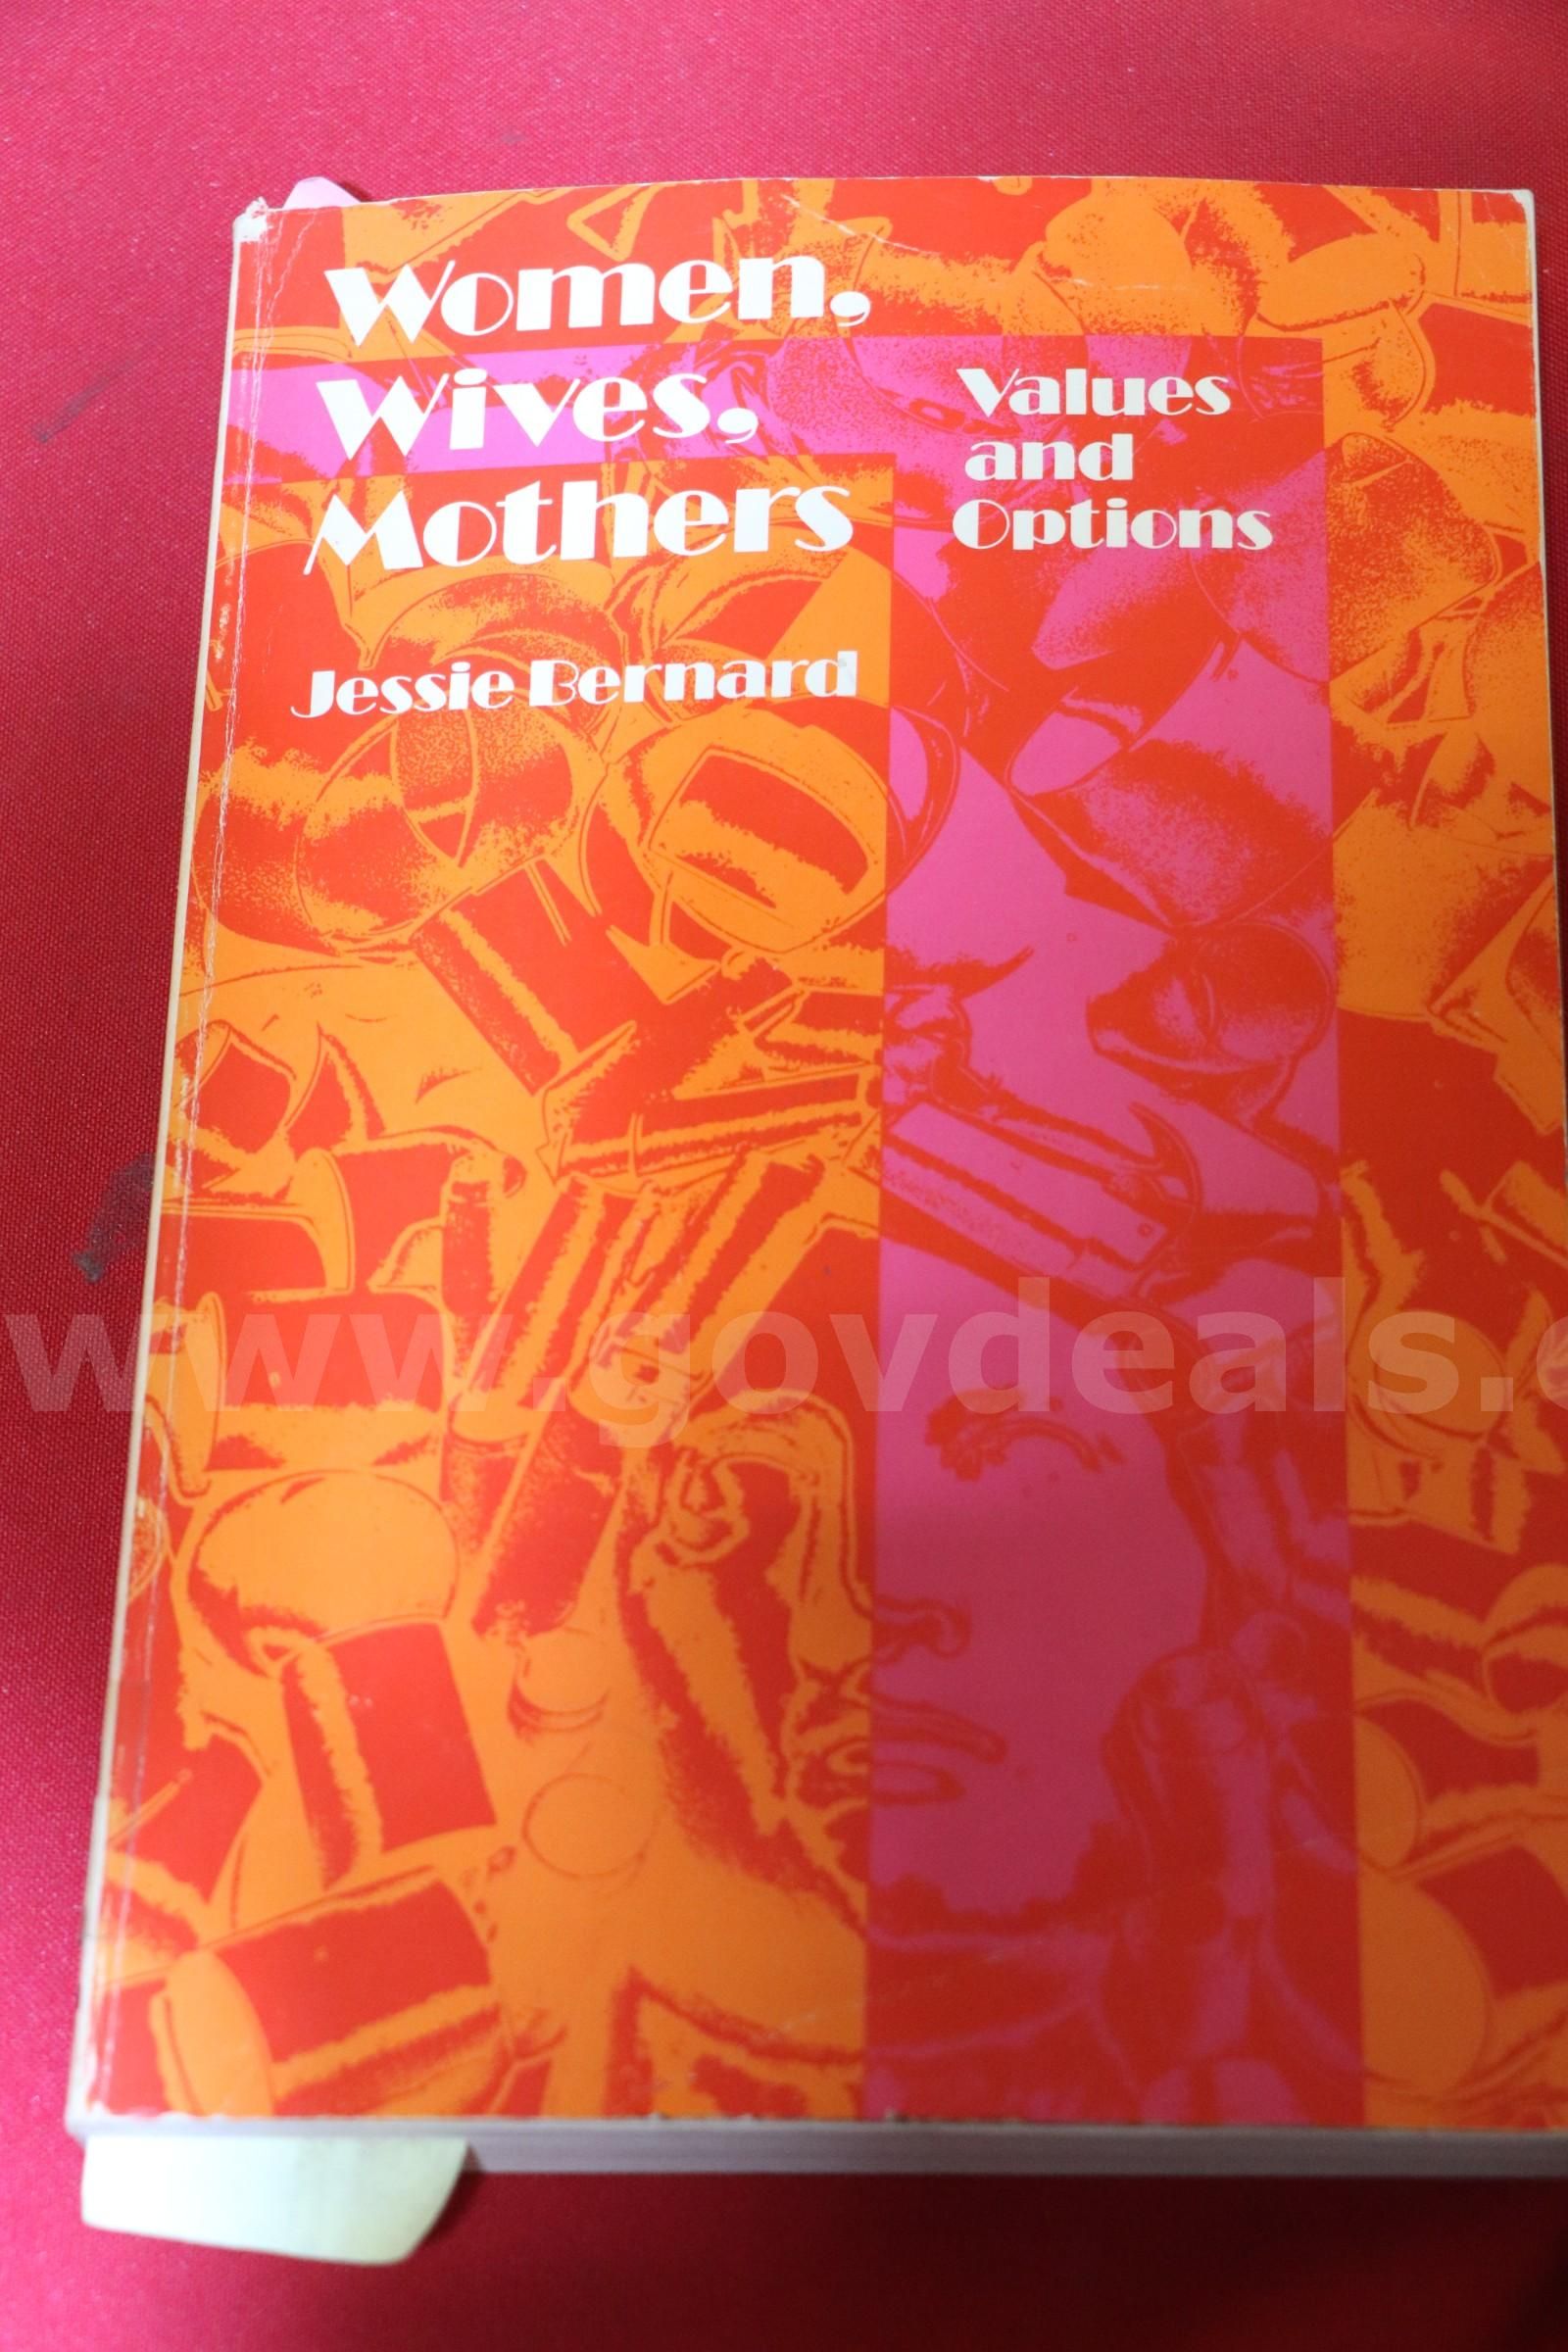 Women,
Wives,
Mothers
Values
and
Options
Jessie Bernard
www.govdeals.